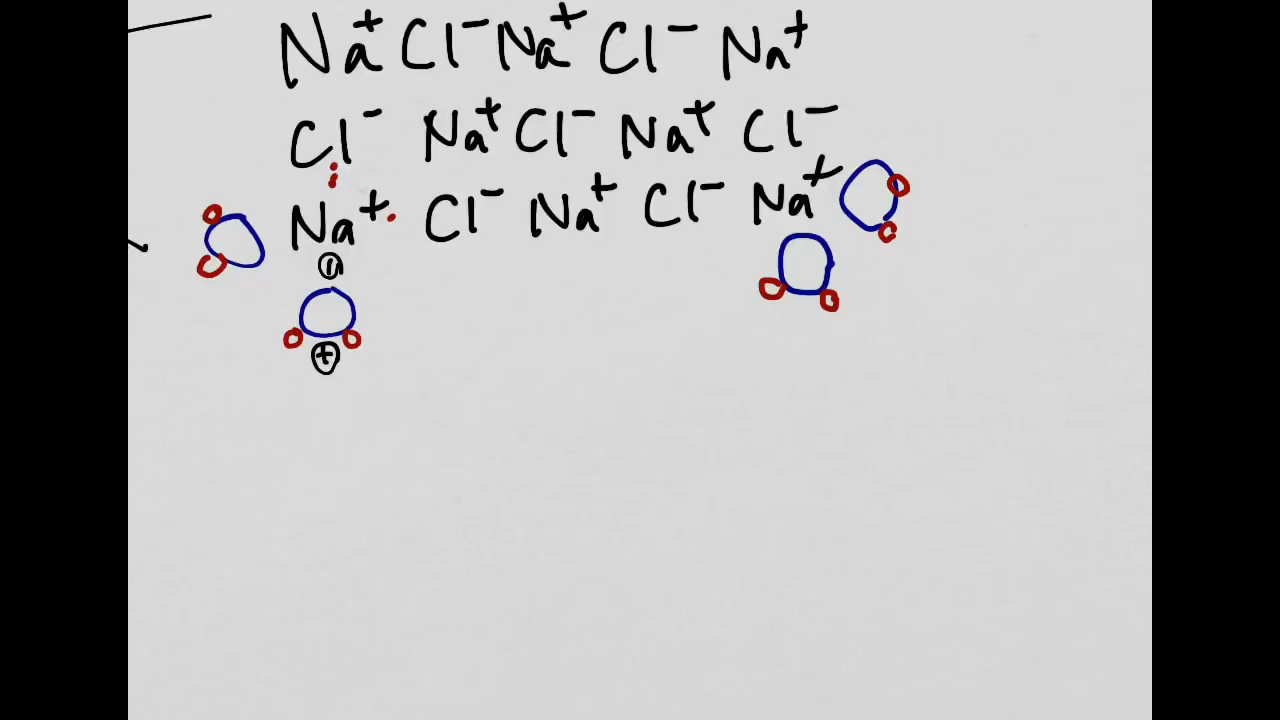 Na⁺ Cl⁻ Na⁺ Cl⁻ Na⁺
Cl⁻ Na⁺ Cl⁻ Na⁺ Cl⁻
Na⁺ Cl⁻ Na⁺ Cl⁻ Na⁺
+